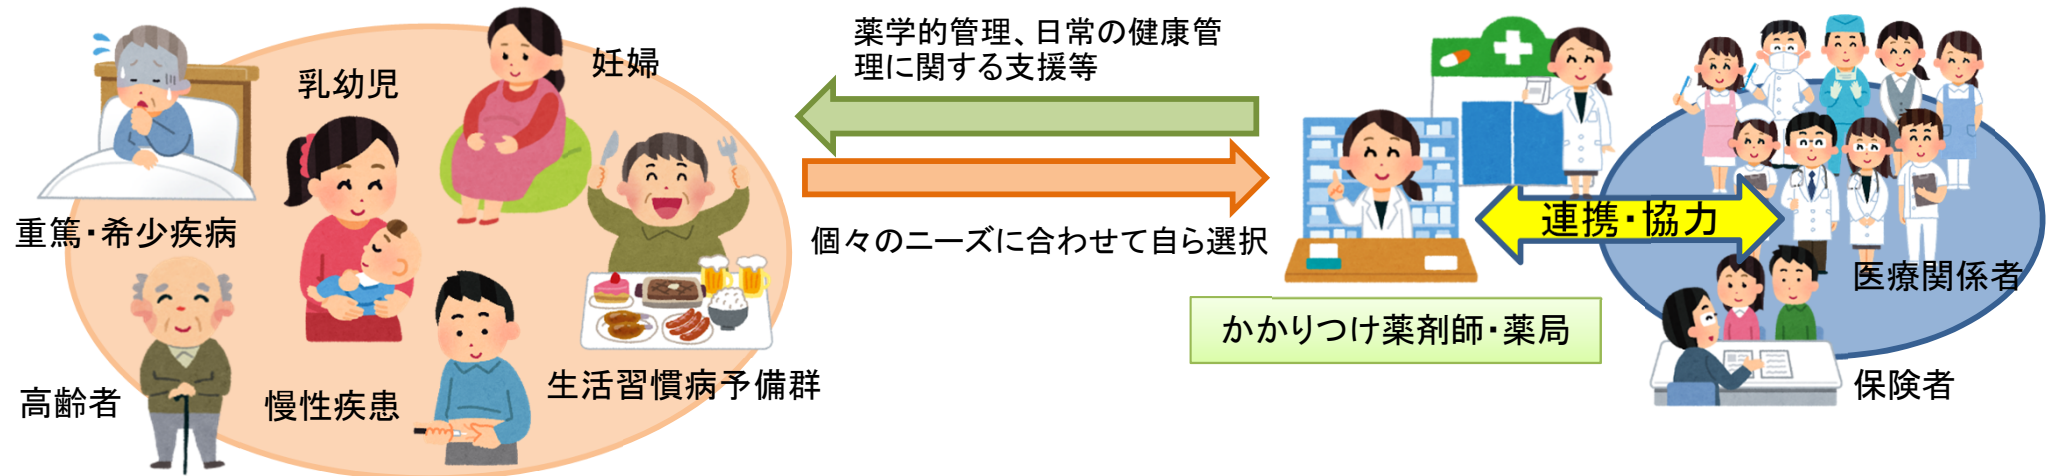 妊婦
乳幼児
重篤・希少疾病
高齢者
慢性疾患
生活習慣病予備群
薬学的管理、日常の健康管
理に関する支援等
個々のニーズに合わせて自ら選択
かかりつけ薬剤師・薬局
連携・協力
医療関係者
保険者